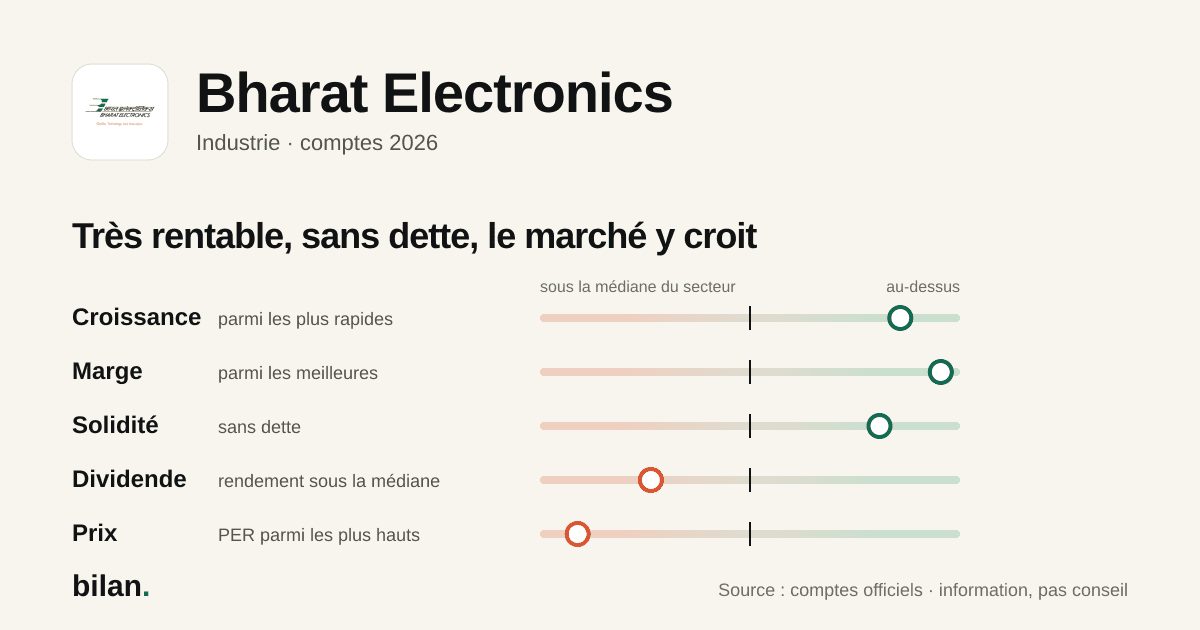 BHARAT ELECTRONICS
Bharat Electronics
Industrie · comptes 2026
Très rentable, sans dette, le marché y croit
sous la médiane du secteur au-dessus
Croissance parmi les plus rapides
Marge parmi les meilleures
Solidité sans dette
Dividende rendement sous la médiane
Prix PER parmi les plus hauts
bilan.
Source : comptes officiels · information, pas conseil